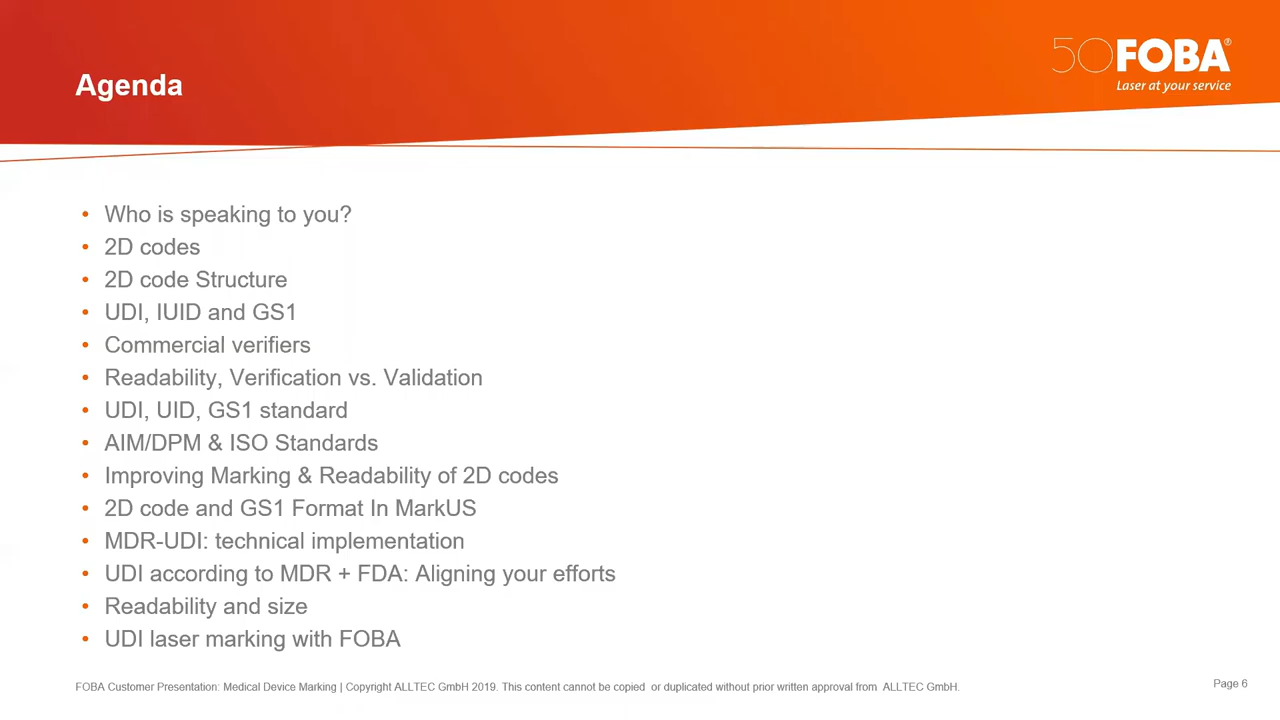 Agenda
50 FOBA®
Laser at your service
• Who is speaking to you?
• 2D codes
• 2D code Structure
• UDI, IUID and GS1
• Commercial verifiers
• Readability, Verification vs. Validation
• UDI, UID, GS1 standard
• AIM/DPM & ISO Standards
• Improving Marking & Readability of 2D codes
• 2D code and GS1 Format In MarkUS
• MDR-UDI: technical implementation
• UDI according to MDR + FDA: Aligning your efforts
• Readability and size
• UDI laser marking with FOBA
FOBA Customer Presentation: Medical Device Marking | Copyright ALLTEC GmbH 2019. This content cannot be copied or duplicated without prior written approval from ALLTEC GmbH.
Page 6